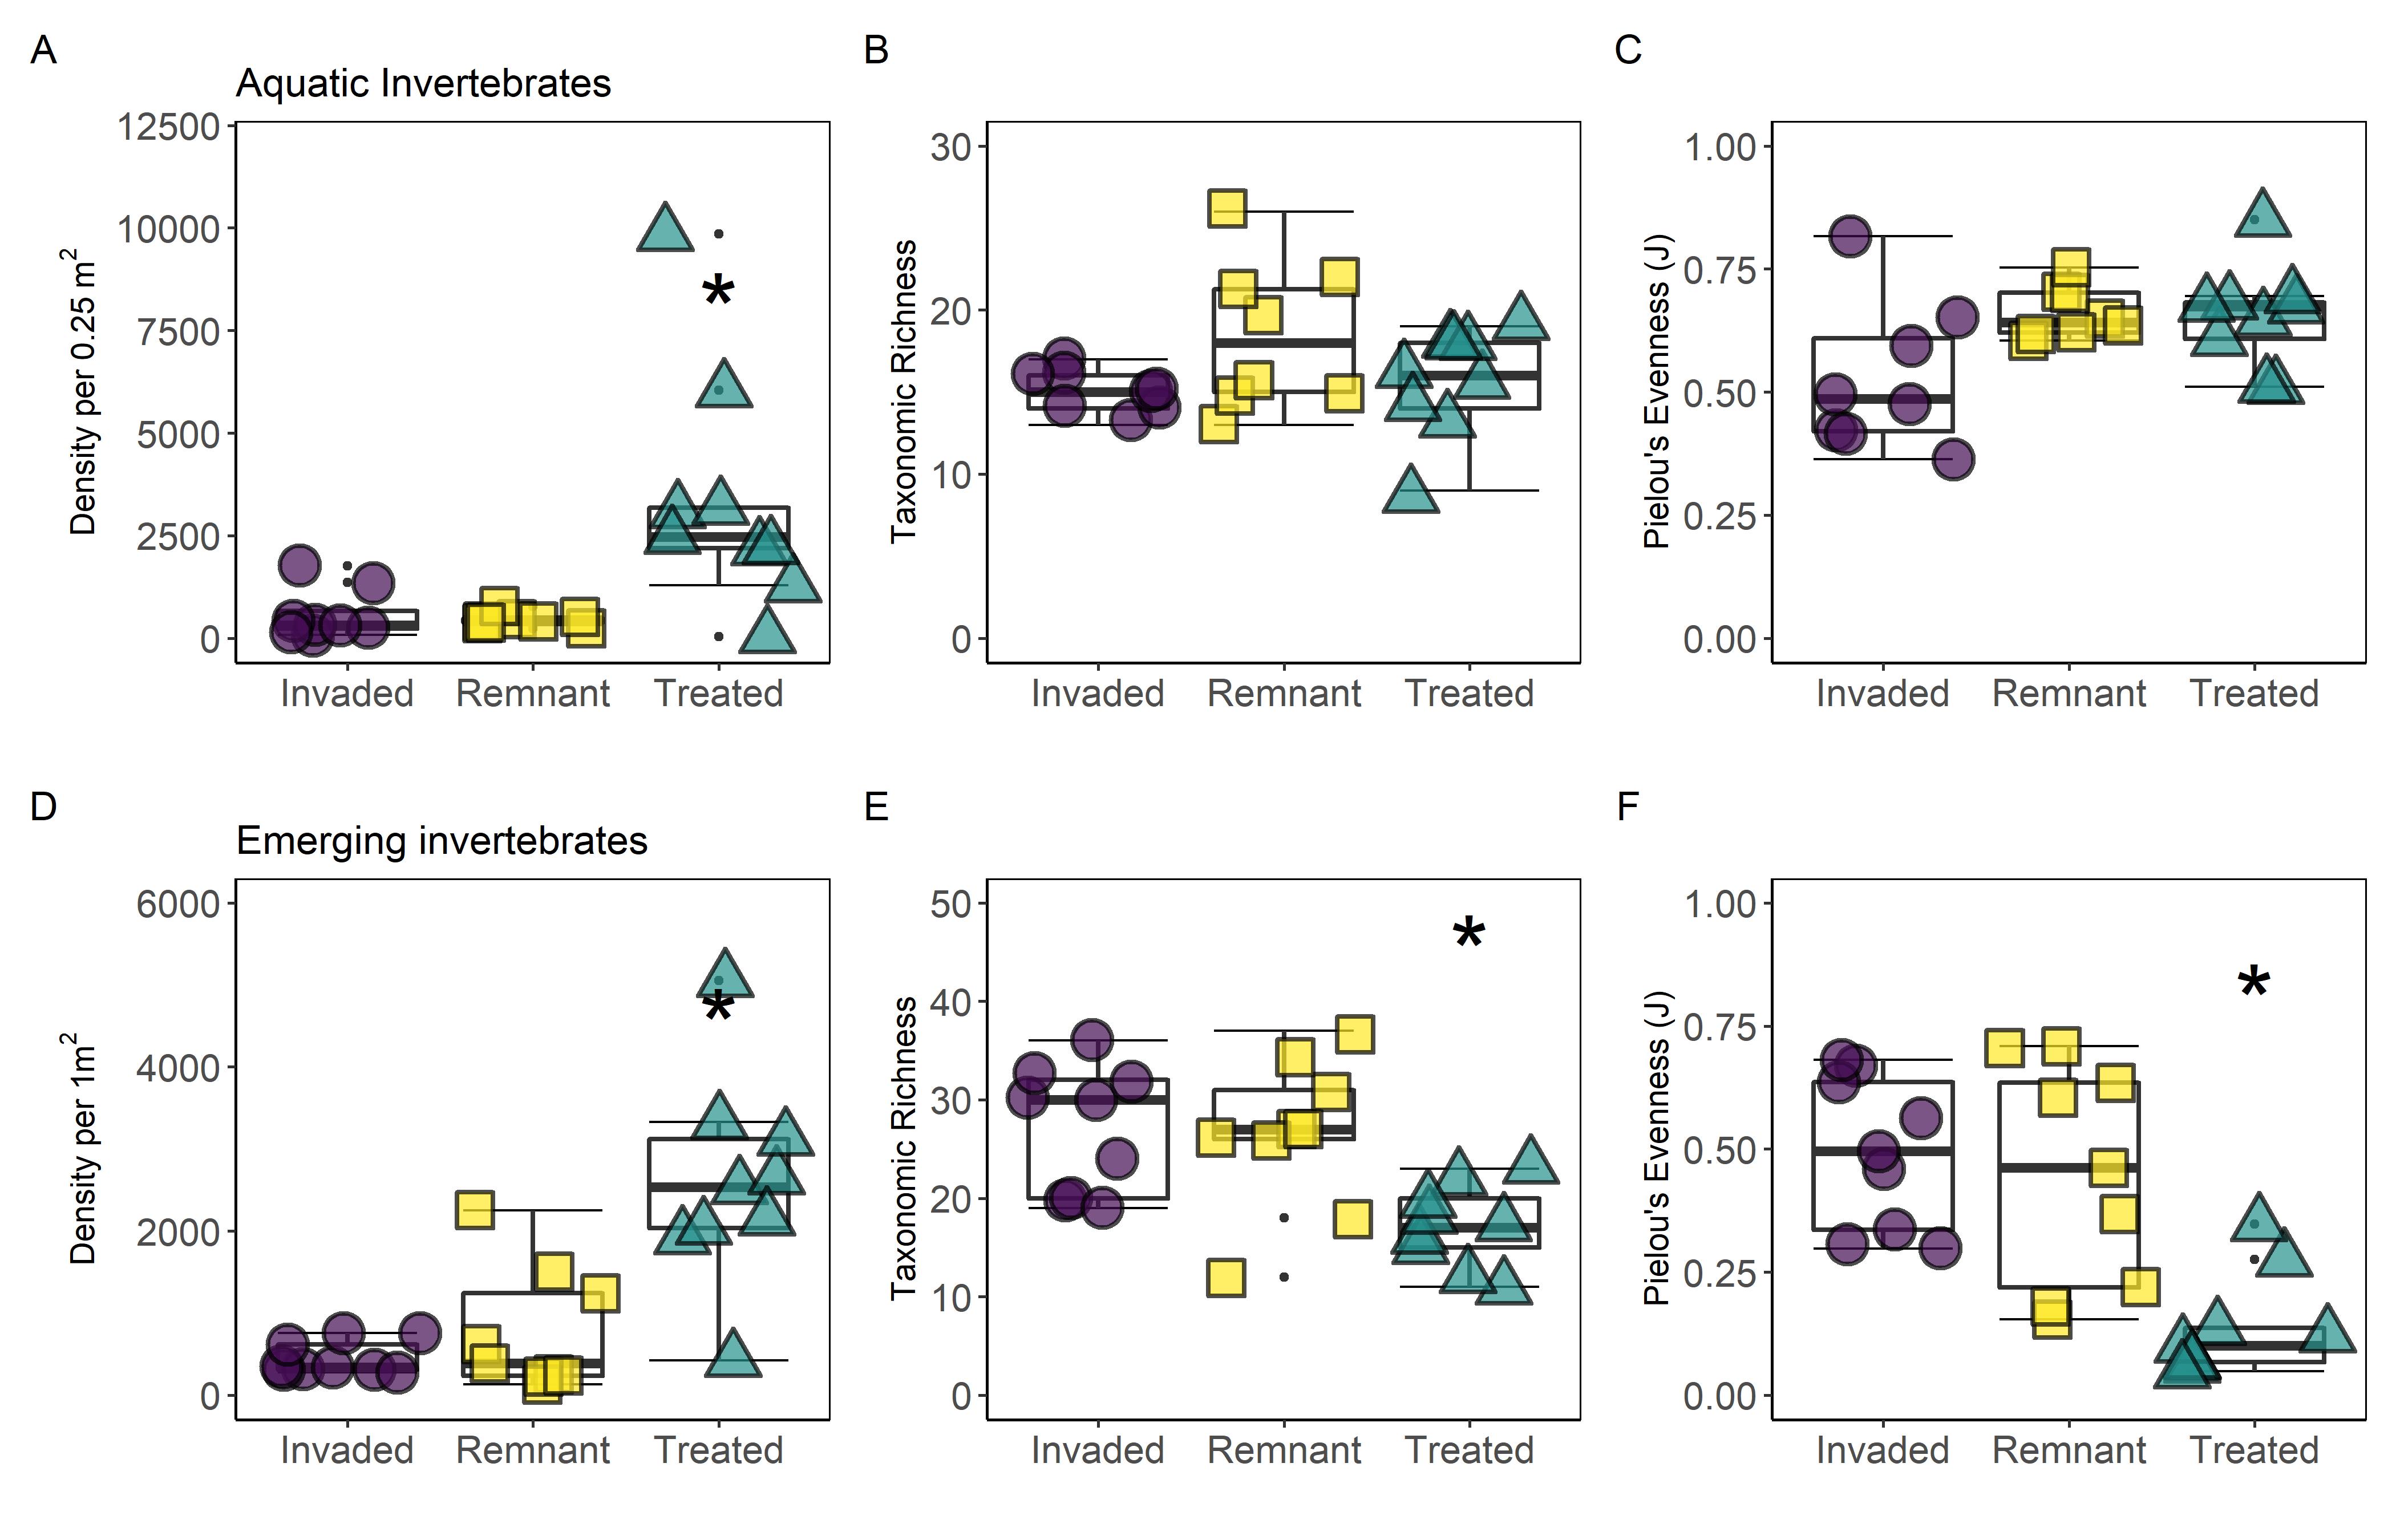 A
B
C
Aquatic Invertebrates
Density per 0.25 m²
12500
10000
7500
5000
2500
0
*
Invaded Remnant Treated
Taxonomic Richness
30
20
10
0
Invaded Remnant Treated
Pielou's Evenness (J)
1.00
0.75
0.50
0.25
0.00
Invaded Remnant Treated
D
E
F
Emerging invertebrates
Density per 1m²
6000
4000
2000
0
*
Invaded Remnant Treated
Taxonomic Richness
50
40
30
20
10
0
*
Invaded Remnant Treated
Pielou's Evenness (J)
1.00
0.75
0.50
0.25
0.00
*
Invaded Remnant Treated